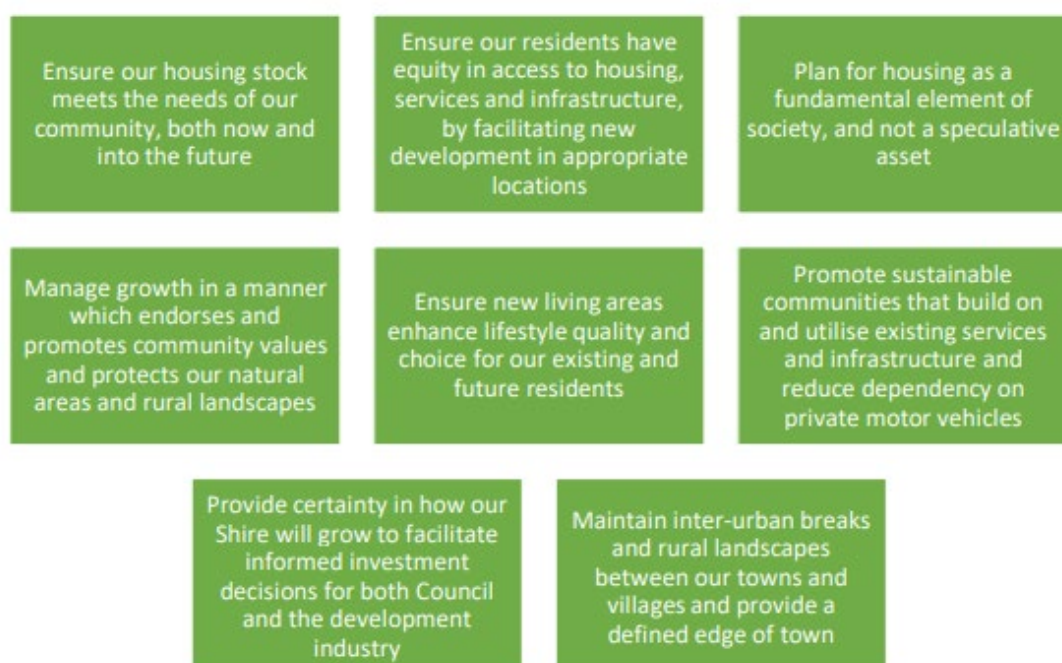 Ensure our housing stock
meets the needs of our
community, both now and
into the future
Ensure our residents have
equity in access to housing,
services and infrastructure,
by facilitating new
development in appropriate
locations
Plan for housing as a
fundamental element of
society, and not a speculative
asset
Manage growth in a manner
which endorses and
promotes community values
and protects our natural
areas and rural landscapes
Ensure new living areas
enhance lifestyle quality and
choice for our existing and
future residents
Promote sustainable
communities that build on
and utilise existing services
and infrastructure and
reduce dependency on
private motor vehicles
Provide certainty in how our
Shire will grow to facilitate
informed investment
decisions for both Council
and the development
industry
Maintain inter-urban breaks
and rural landscapes
between our towns and
villages and provide a
defined edge of town